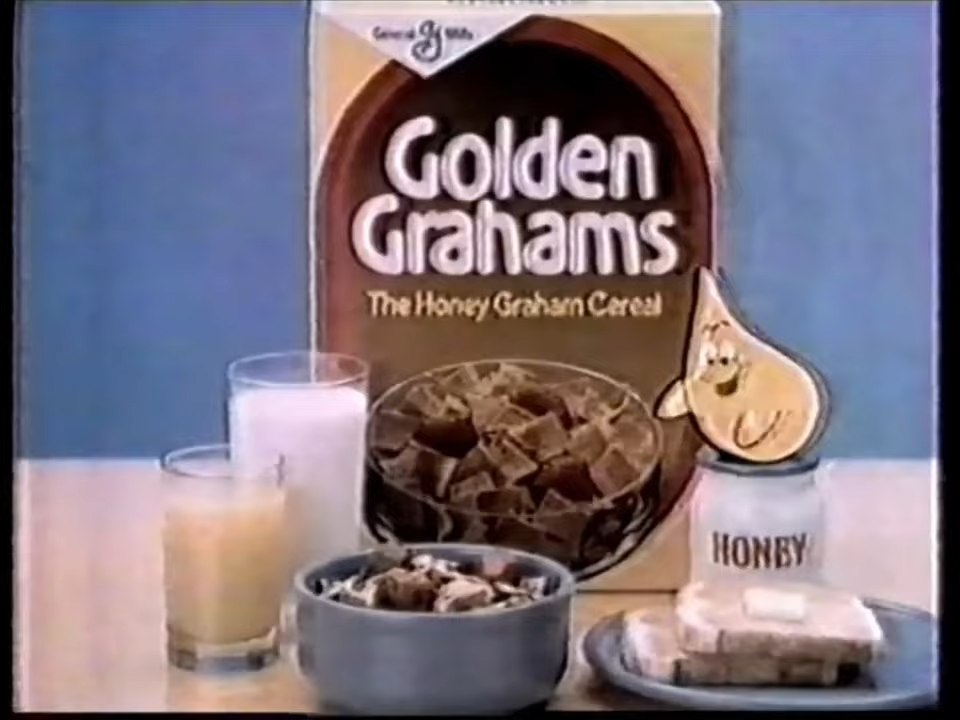 General G Mills
Golden
Grahams
The Honey Graham Cereal
HONEY